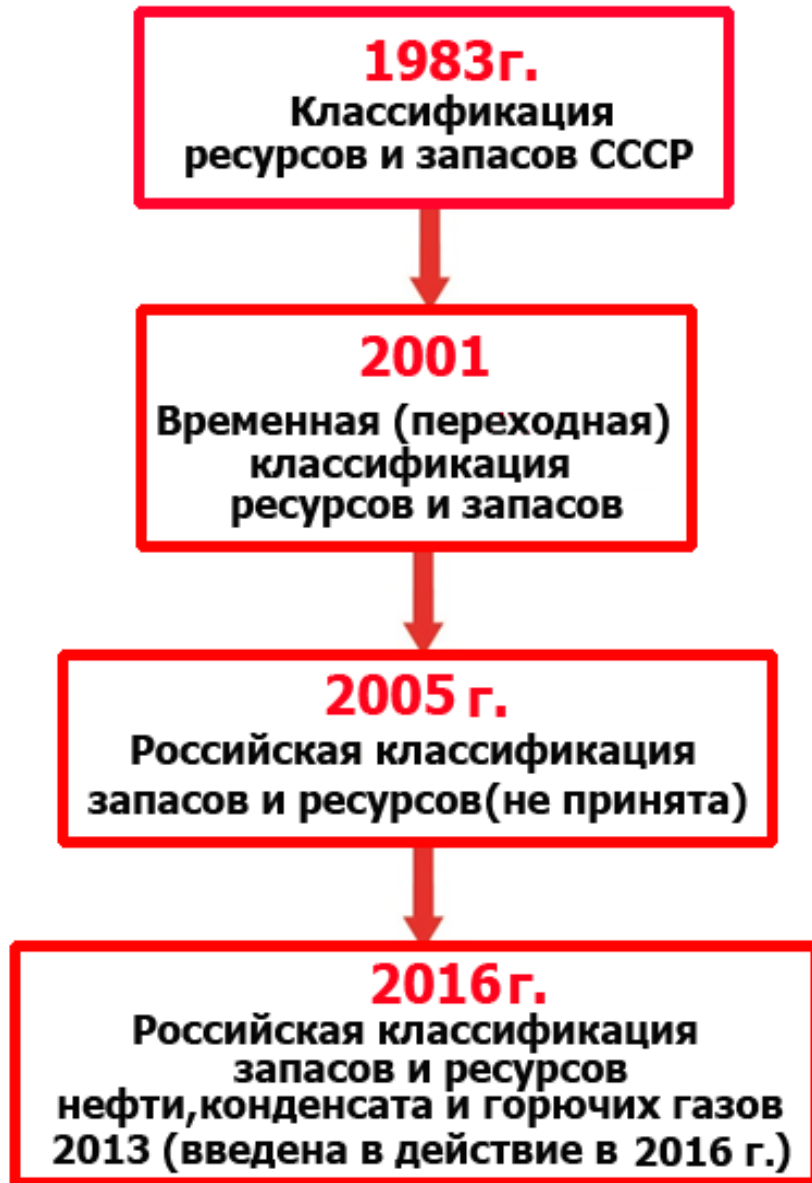 1983г.
Классификация
ресурсов и запасов СССР
2001
Временная (переходная)
классификация
ресурсов и запасов
2005 г.
Российская классификация
запасов и ресурсов(не принята)
2016 г.
Российская классификация
запасов и ресурсов
нефти,конденсата и горючих газов
2013 (введена в действие в 2016 г.)